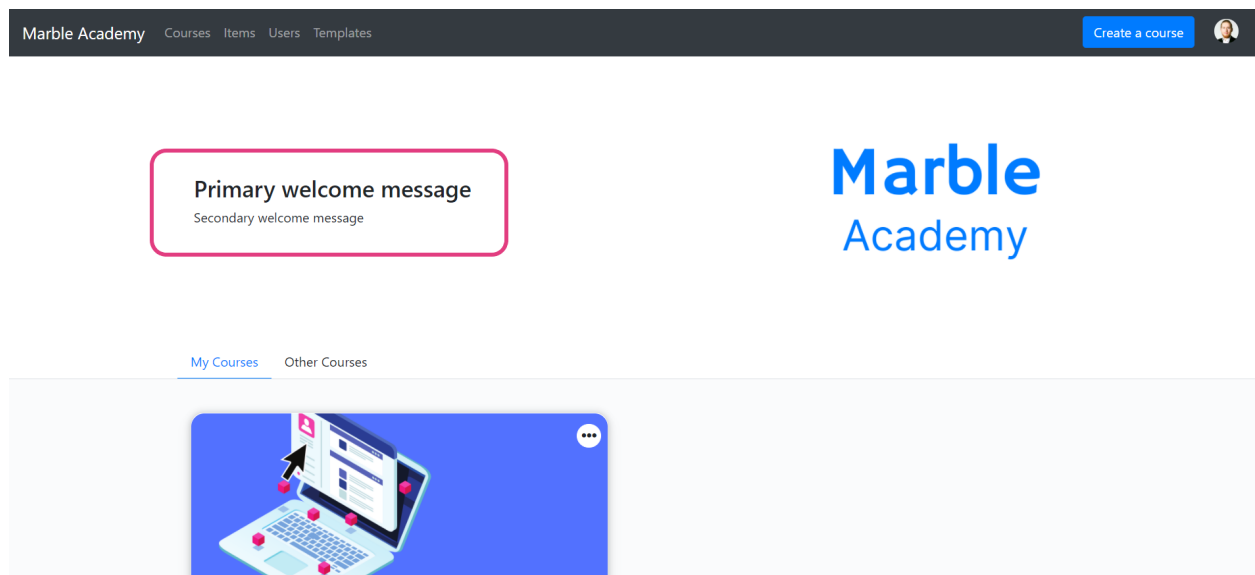 Marble Academy Courses Items Users Templates Create a course
Primary welcome message
Secondary welcome message
Marble
Academy
My Courses Other Courses